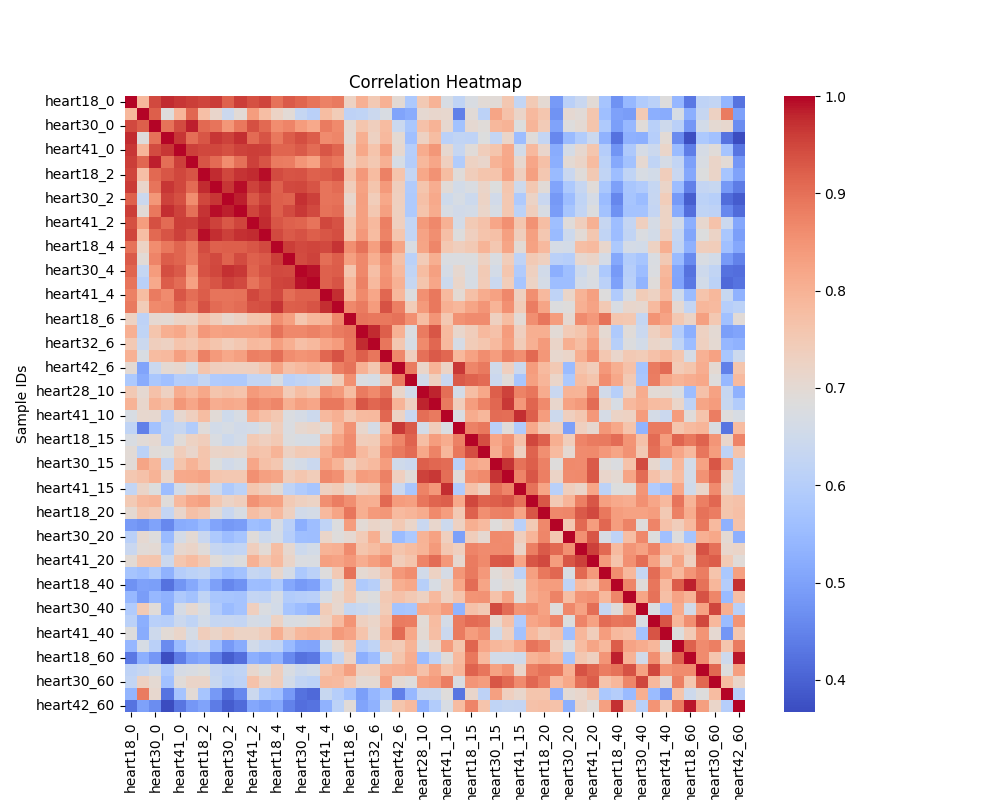 Correlation Heatmap
Sample IDs
heart18_0
heart30_0
heart41_0
heart18_2
heart30_2
heart41_2
heart18_4
heart30_4
heart41_4
heart18_6
heart32_6
heart42_6
heart28_10
heart41_10
heart18_15
heart30_15
heart41_15
heart18_20
heart30_20
heart41_20
heart18_40
heart30_40
heart41_40
heart18_60
heart30_60
heart42_60
heart18_0
heart30_0
heart41_0
heart18_2
heart30_2
heart41_2
heart18_4
heart30_4
heart41_4
heart18_6
heart32_6
heart42_6
heart28_10
heart41_10
heart18_15
heart30_15
heart41_15
heart18_20
heart30_20
heart41_20
heart18_40
heart30_40
heart41_40
heart18_60
heart30_60
heart42_60
1.0
0.9
0.8
0.7
0.6
0.5
0.4